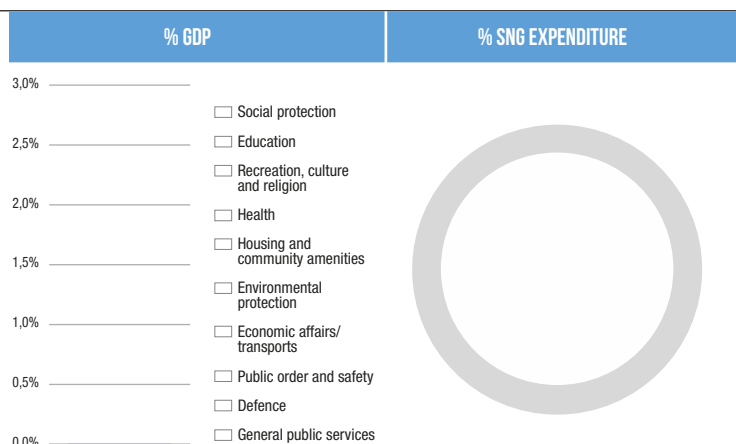 % GDP
% SNG EXPENDITURE
3,0%
2,5%
2,0%
1,5%
1,0%
0,5%
0,0%
Social protection
Education
Recreation, culture
and religion
Health
Housing and
community amenities
Environmental
protection
Economic affairs/
transports
Public order and safety
Defence
General public services